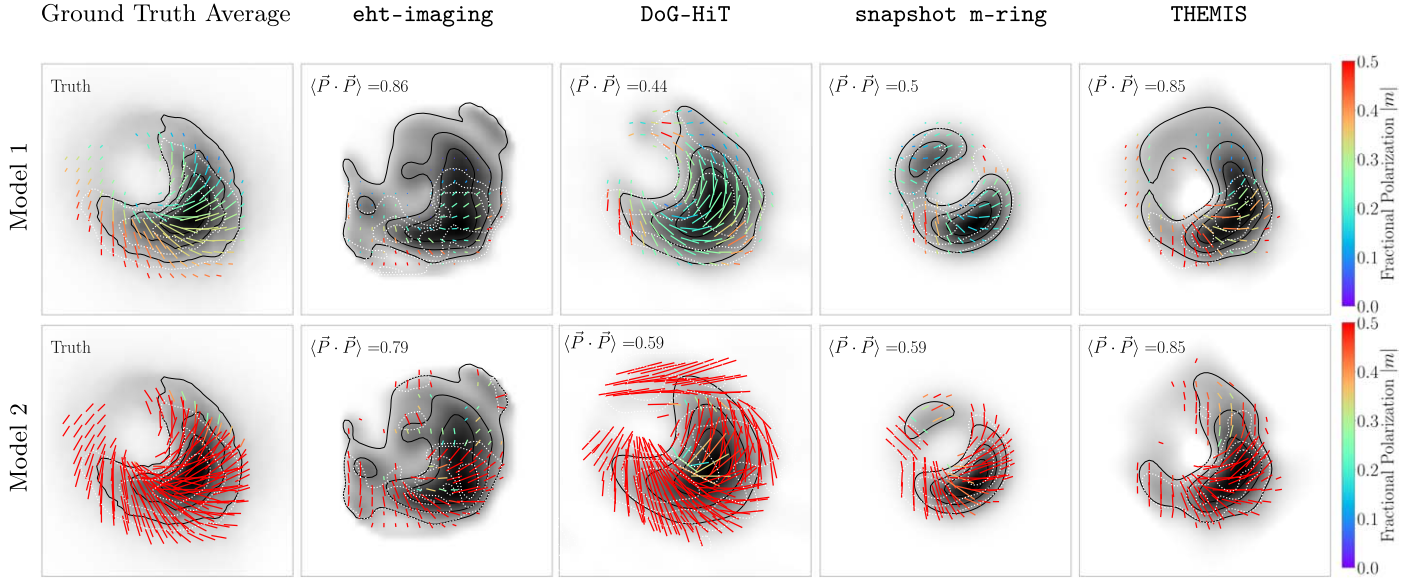 Ground Truth Average eht-imaging DoG-HiT snapshot m-ring THEMIS
Model 1
Truth
⟨P⃗ · P⃗⟩ =0.86
⟨P⃗ · P⃗⟩ =0.44
⟨P⃗ · P⃗⟩ =0.5
⟨P⃗ · P⃗⟩ =0.85
0.5
0.4
0.3
0.2
0.1
0.0
Fractional Polarization |m|
Model 2
Truth
⟨P⃗ · P⃗⟩ =0.79
⟨P⃗ · P⃗⟩ =0.59
⟨P⃗ · P⃗⟩ =0.59
⟨P⃗ · P⃗⟩ =0.85
0.5
0.4
0.3
0.2
0.1
0.0
Fractional Polarization |m|